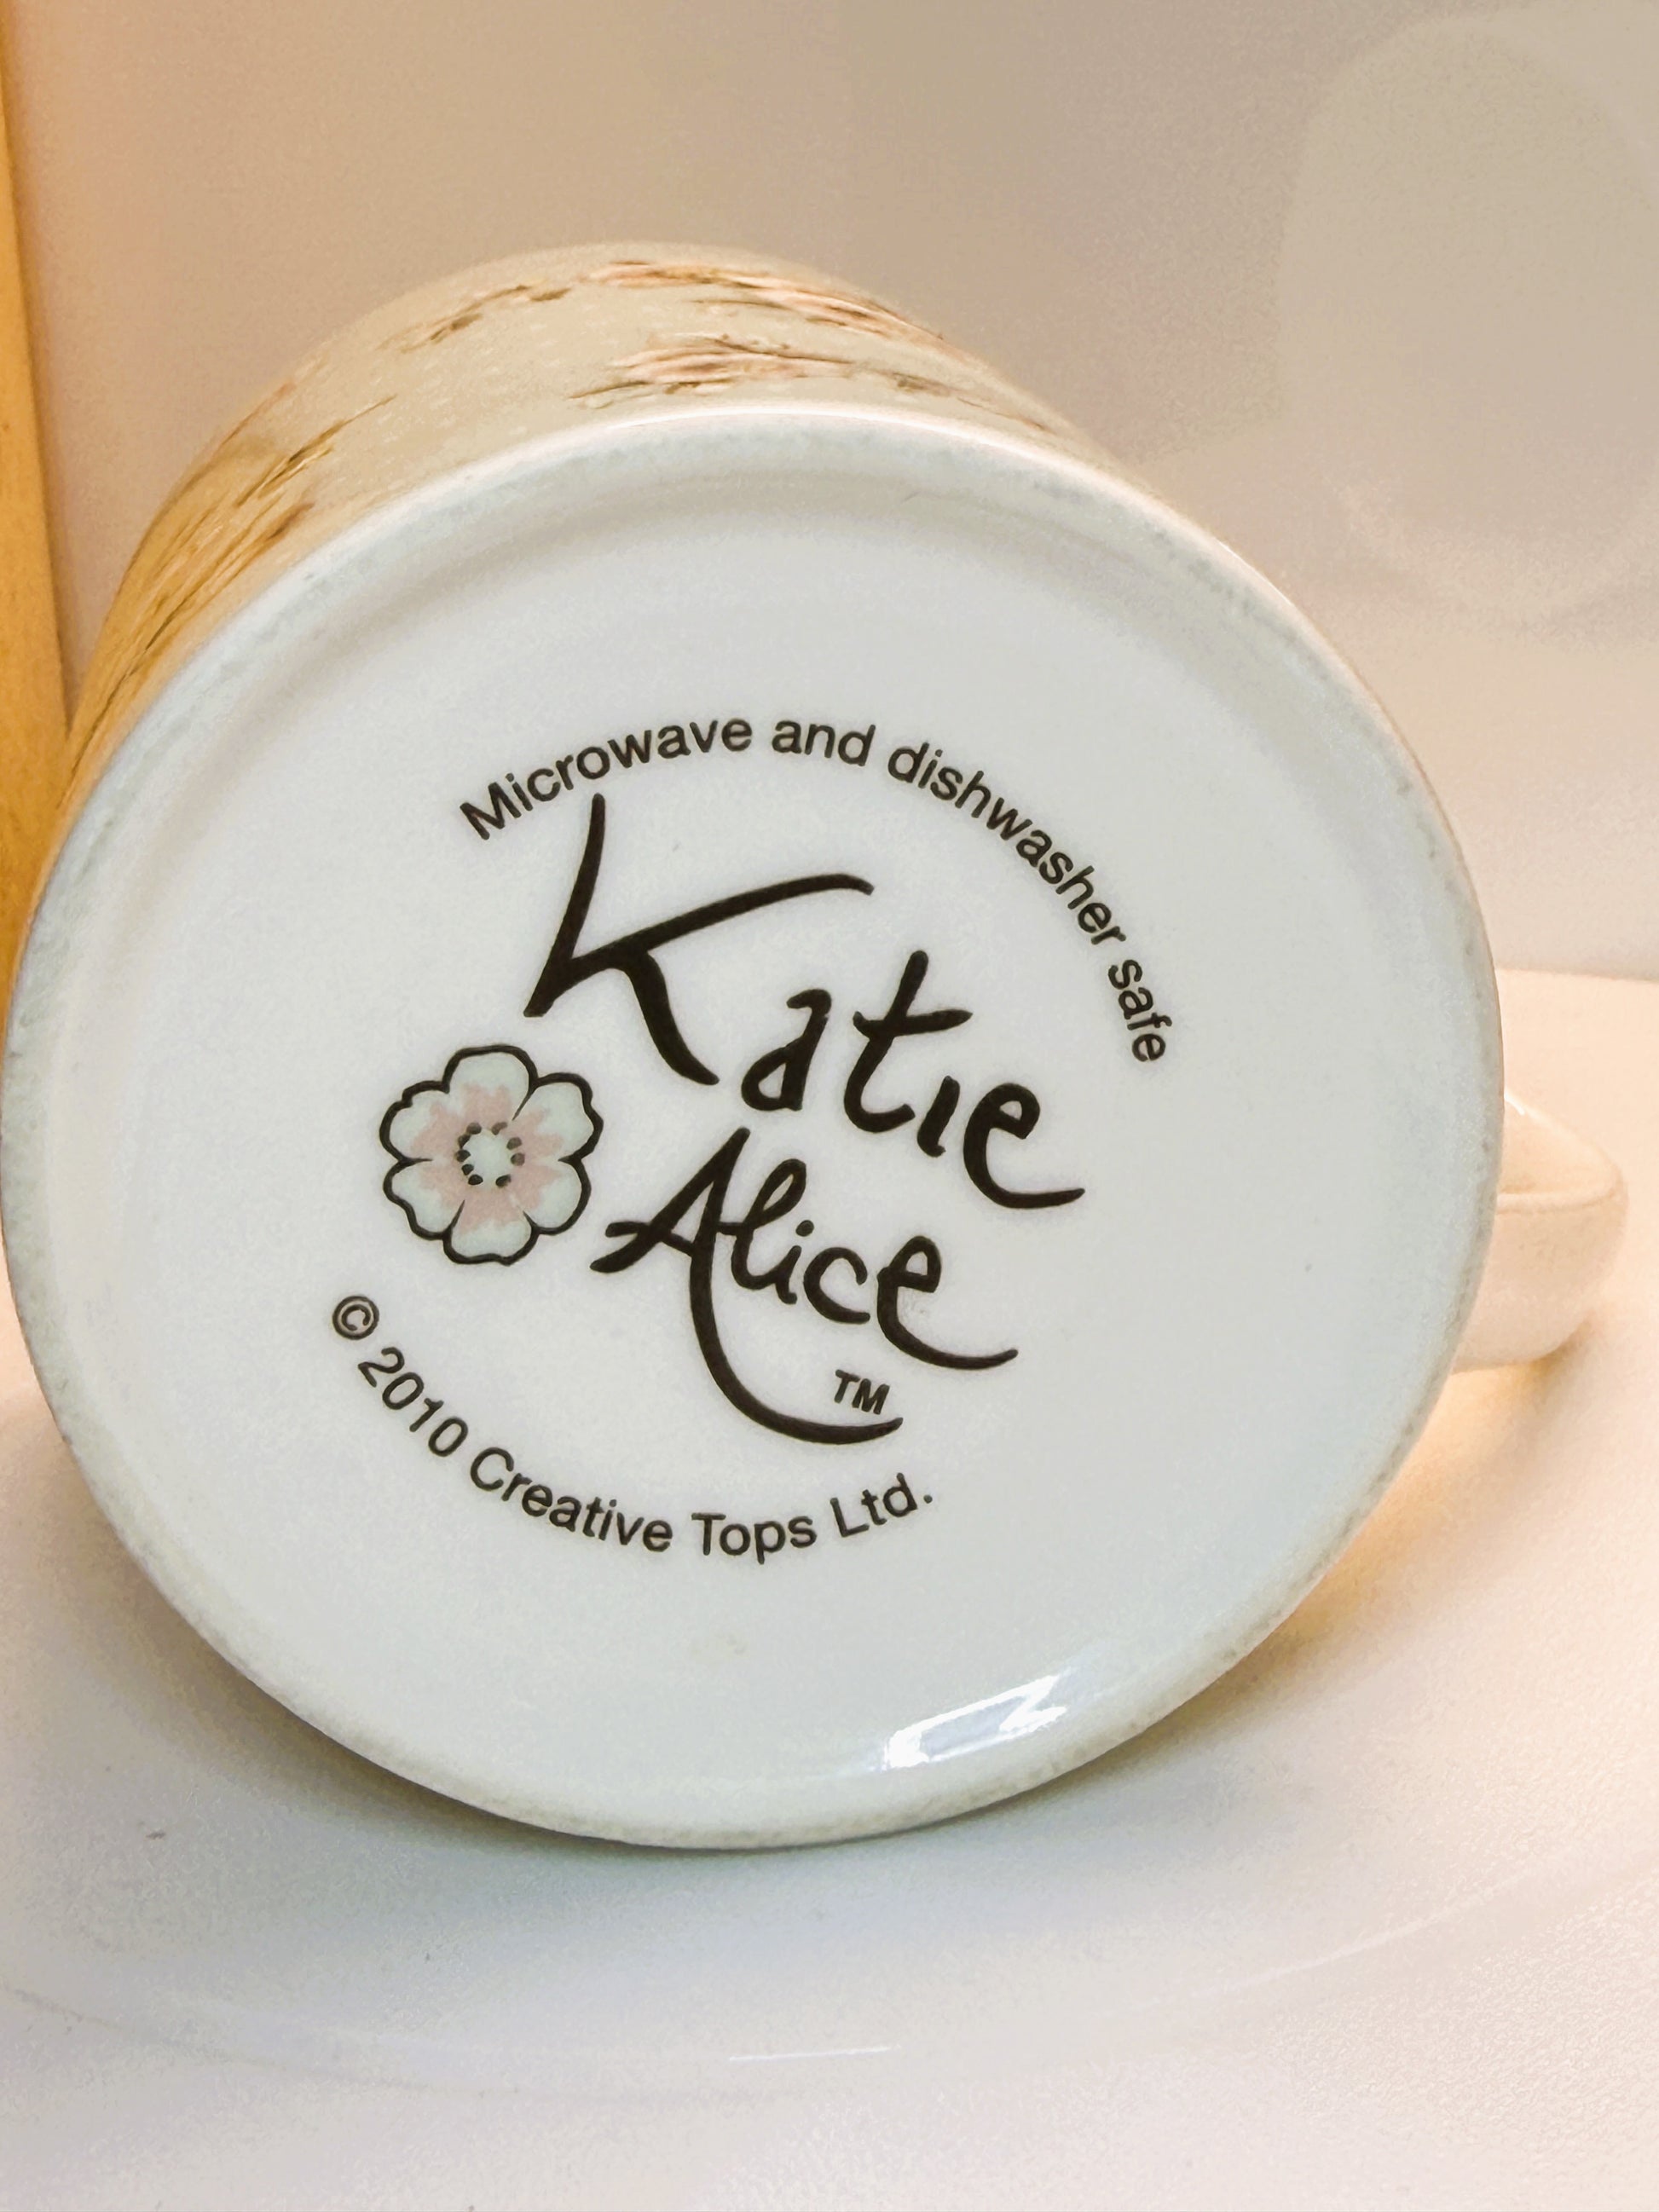 Microwave and dishwasher safe
Katie
Alice
TM
© 2010 Creative Tops Ltd.